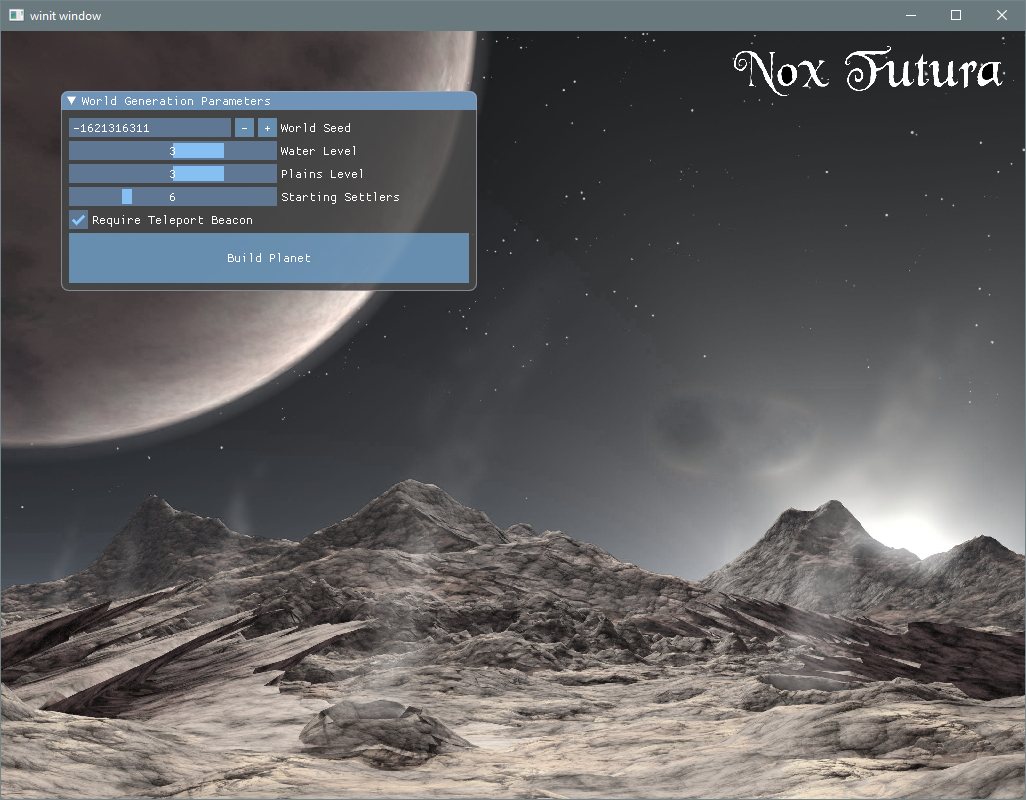 winit window
Nox Futura
World Generation Parameters
-1621316311 - + World Seed
3 Water Level
3 Plains Level
6 Starting Settlers
Require Teleport Beacon
Build Planet